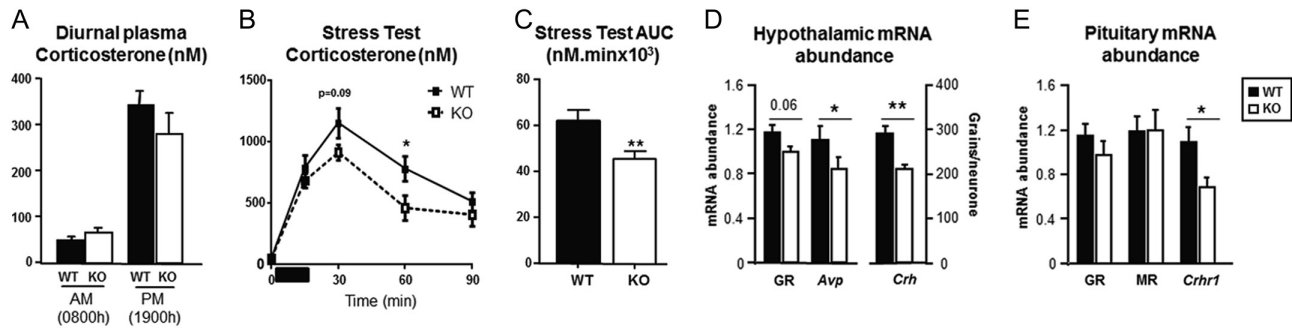 A
Diurnal plasma
Corticosterone (nM)
400
300
200
100
0
WT KO WT KO
AM PM
(0800h) (1900h)
B
Stress Test
Corticosterone (nM)
1500
1000
500
0
p=0.09
*
WT
KO
0 30 60 90
Time (min)
C
Stress Test AUC
(nM.minx10³)
80
60
40
20
0
**
WT KO
D
Hypothalamic mRNA
abundance
mRNA abundance
1.6
1.2
0.8
0.4
0
0.06 * **
400
300
200
100
0
Grains/neurone
GR Avp Crh
E
Pituitary mRNA
abundance
mRNA abundance
1.6
1.2
0.8
1.4
0
*
GR MR Crhr1
WT
KO